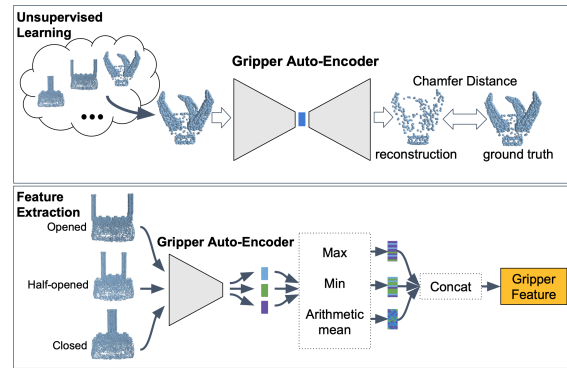 Unsupervised
Learning
Gripper Auto-Encoder
Chamfer Distance
reconstruction
ground truth
Feature
Extraction
Opened
Gripper Auto-Encoder
Half-opened
Closed
Max
Min
Arithmetic
mean
Concat
Gripper
Feature